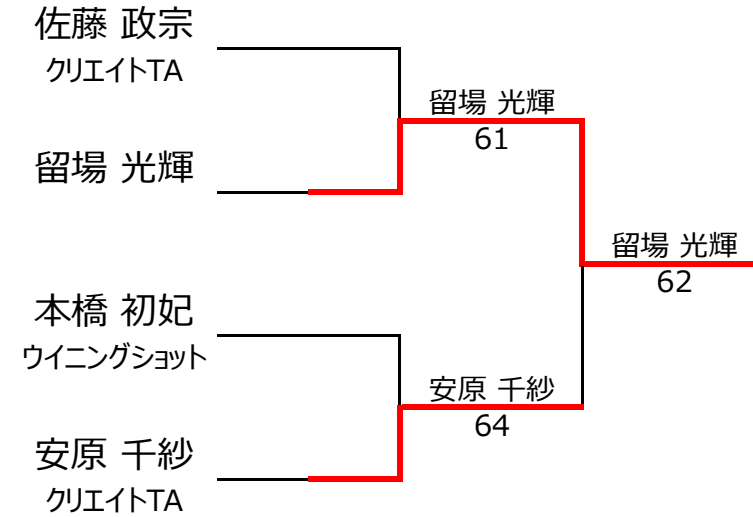 佐藤 政宗
クリエイトTA
留場 光輝
61
留場 光輝
留場 光輝
62
本橋 初妃
ウイニングショット
安原 千紗
64
安原 千紗
クリエイトTA